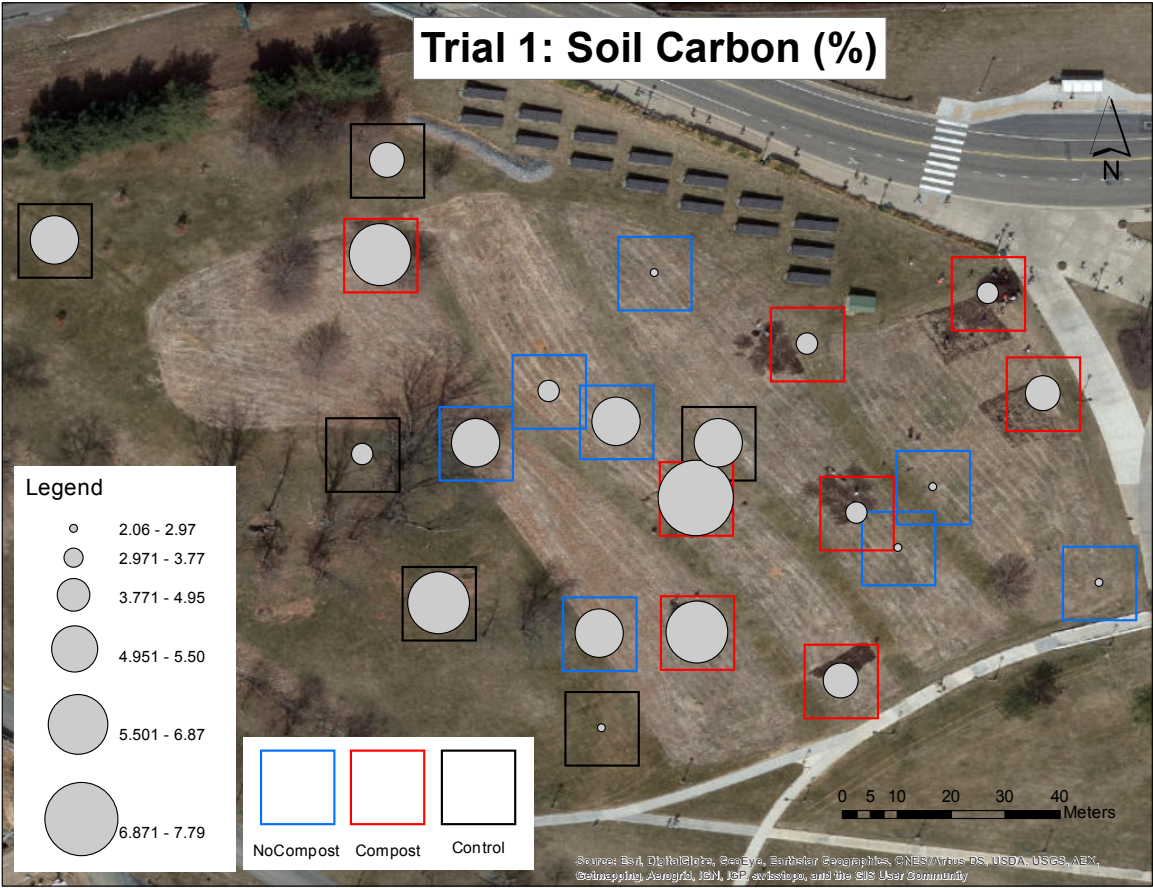 Trial 1: Soil Carbon (%)
N
Legend
2.06 - 2.97
2.971 - 3.77
3.771 - 4.95
4.951 - 5.50
5.501 - 6.87
6.871 - 7.79
NoCompost Compost Control
0 5 10 20 30 40
Meters
Source: Esri, DigitalGlobe, GeoEye, Earthstar Geographics, CNES/Airbus DS, USDA, USGS, AEX,
Getmapping, Aerogrid, IGN, IGP, swisstopo, and the GIS User Community